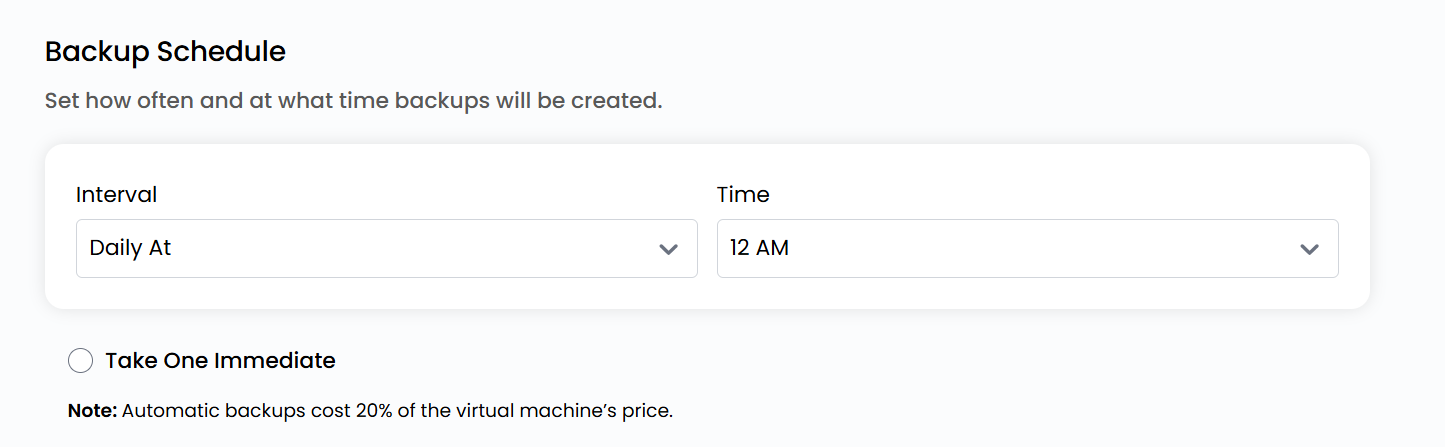 Backup Schedule
Set how often and at what time backups will be created.
Interval
Time
Daily At
12 AM
Take One Immediate
Note: Automatic backups cost 20% of the virtual machine’s price.